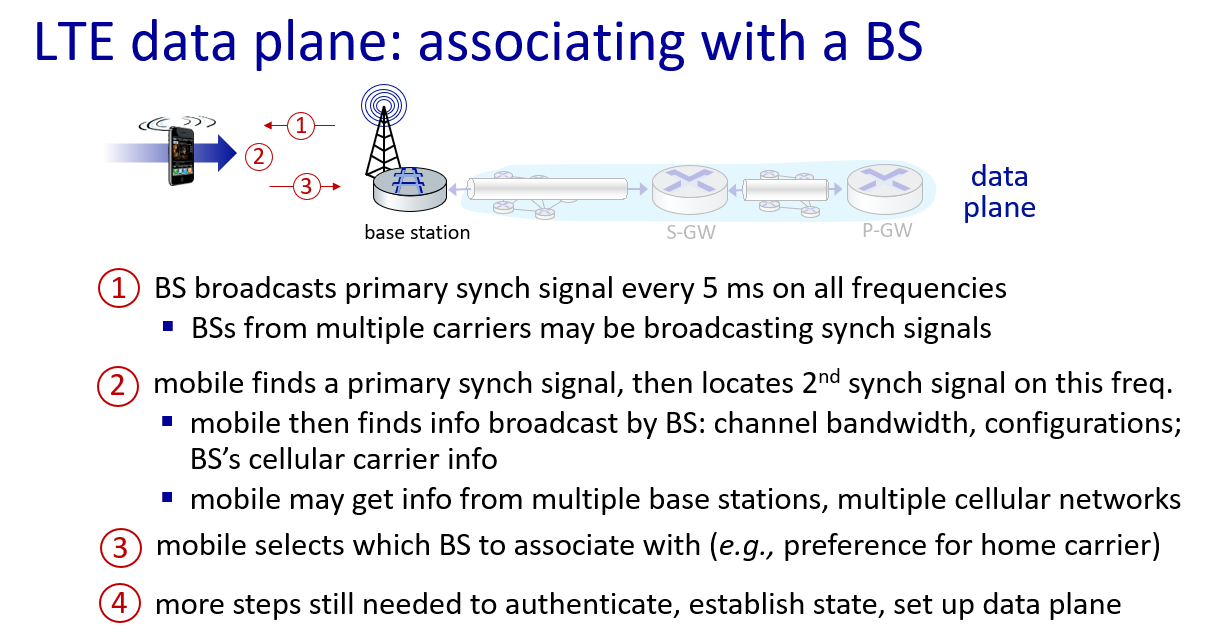 LTE data plane: associating with a BS
1
2
3
base station
S-GW
P-GW
data
plane
1 BS broadcasts primary synch signal every 5 ms on all frequencies
▪ BSs from multiple carriers may be broadcasting synch signals
2 mobile finds a primary synch signal, then locates 2nd synch signal on this freq.
▪ mobile then finds info broadcast by BS: channel bandwidth, configurations;
BS’s cellular carrier info
▪ mobile may get info from multiple base stations, multiple cellular networks
3 mobile selects which BS to associate with (e.g., preference for home carrier)
4 more steps still needed to authenticate, establish state, set up data plane